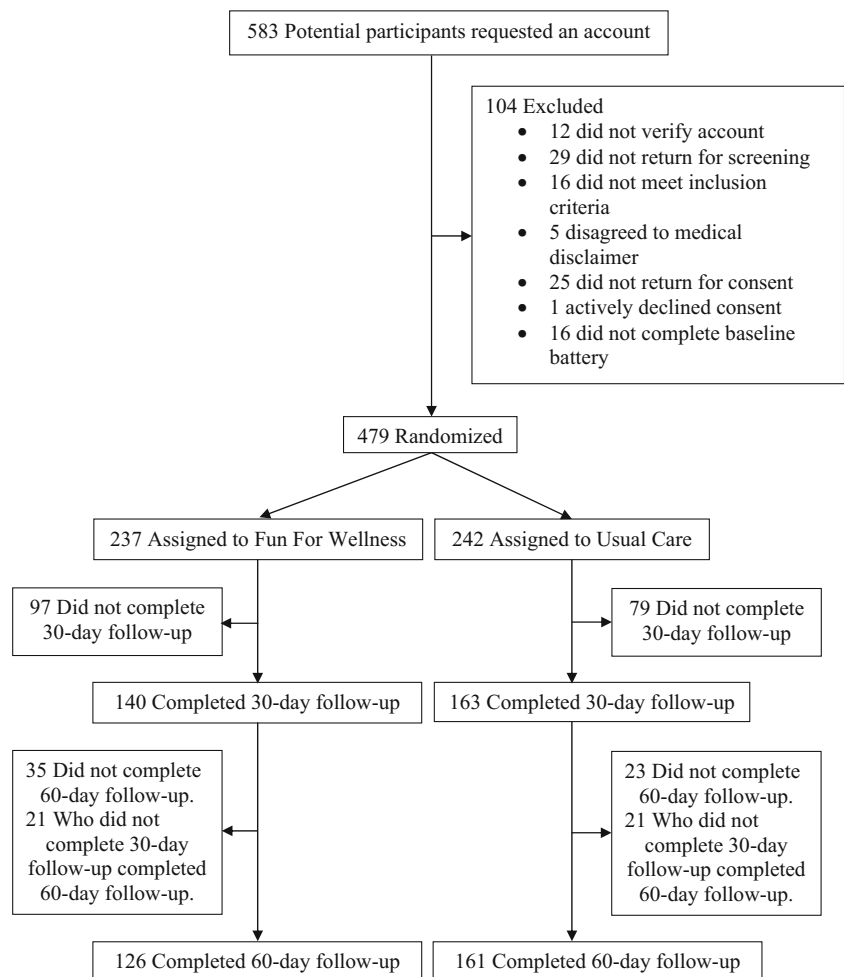 583 Potential participants requested an account
104 Excluded
• 12 did not verify account
• 29 did not return for screening
• 16 did not meet inclusion
criteria
• 5 disagreed to medical
disclaimer
• 25 did not return for consent
• 1 actively declined consent
• 16 did not complete baseline
battery
479 Randomized
237 Assigned to Fun For Wellness
242 Assigned to Usual Care
97 Did not complete
30-day follow-up
79 Did not complete
30-day follow-up
140 Completed 30-day follow-up
163 Completed 30-day follow-up
35 Did not complete
60-day follow-up.
21 Who did not
complete 30-day
follow-up completed
60-day follow-up.
23 Did not complete
60-day follow-up.
21 Who did not
complete 30-day
follow-up completed
60-day follow-up.
126 Completed 60-day follow-up
161 Completed 60-day follow-up